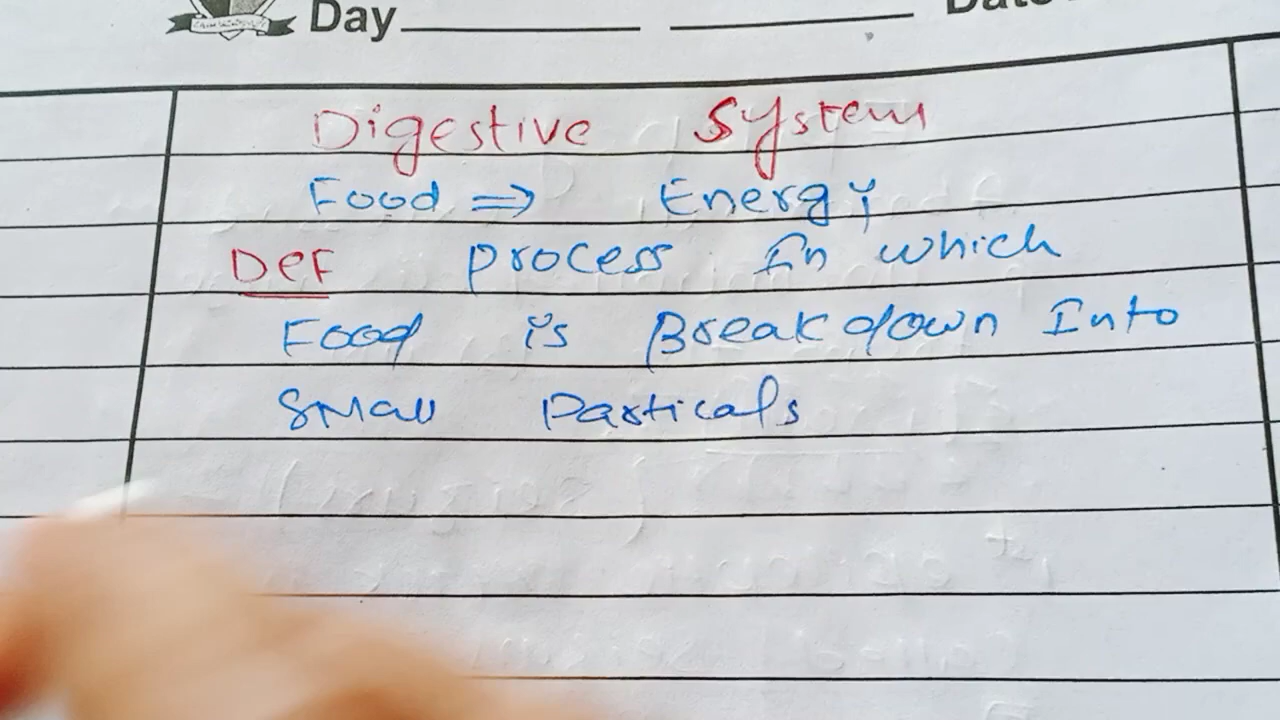 Day
Digestive System
Food ⇒ Energy
Def process In which
Food is Breakdown Into
Small Particals